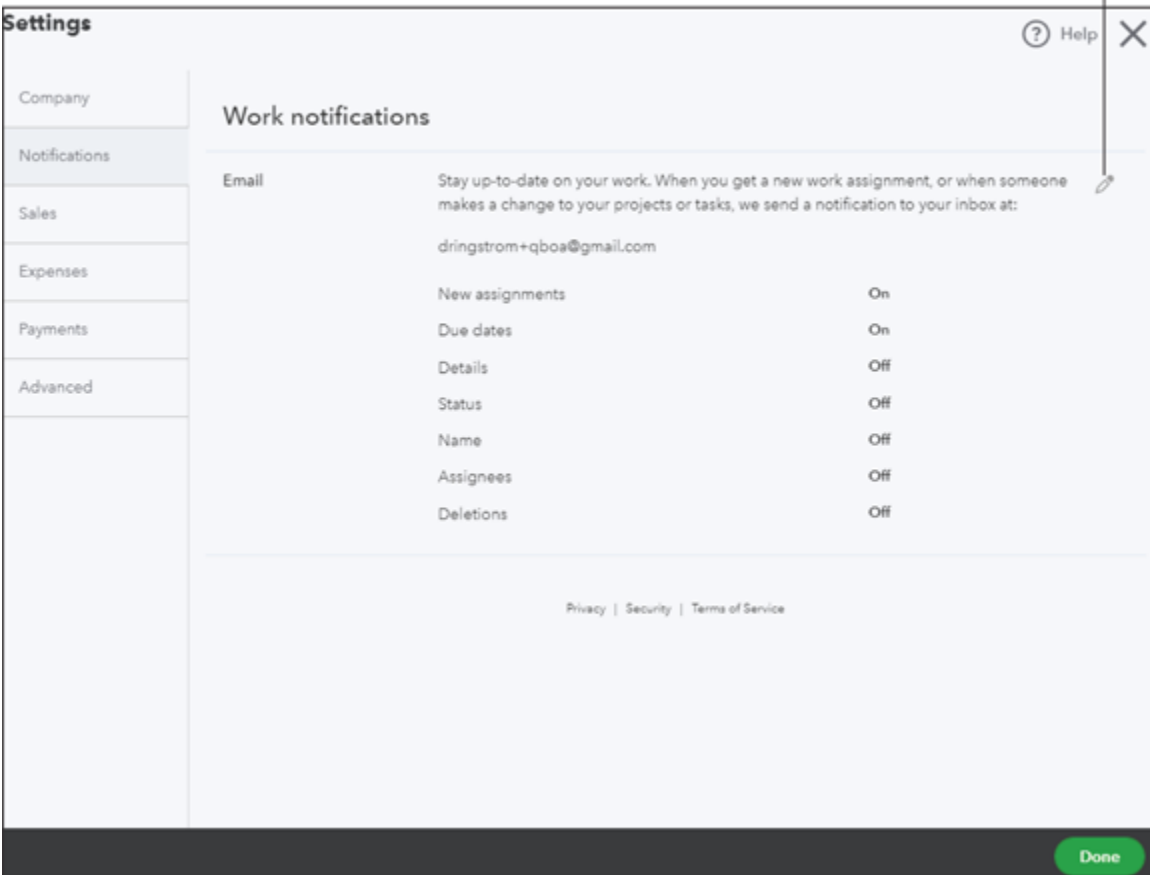 Settings
? Help
Company
Notifications
Sales
Expenses
Payments
Advanced
Work notifications
Email
Stay up-to-date on your work. When you get a new work assignment, or when someone
makes a change to your projects or tasks, we send a notification to your inbox at:
dringstrom+qboa@gmail.com
New assignments On
Due dates On
Details Off
Status Off
Name Off
Assignees Off
Deletions Off
Privacy | Security | Terms of Service
Done